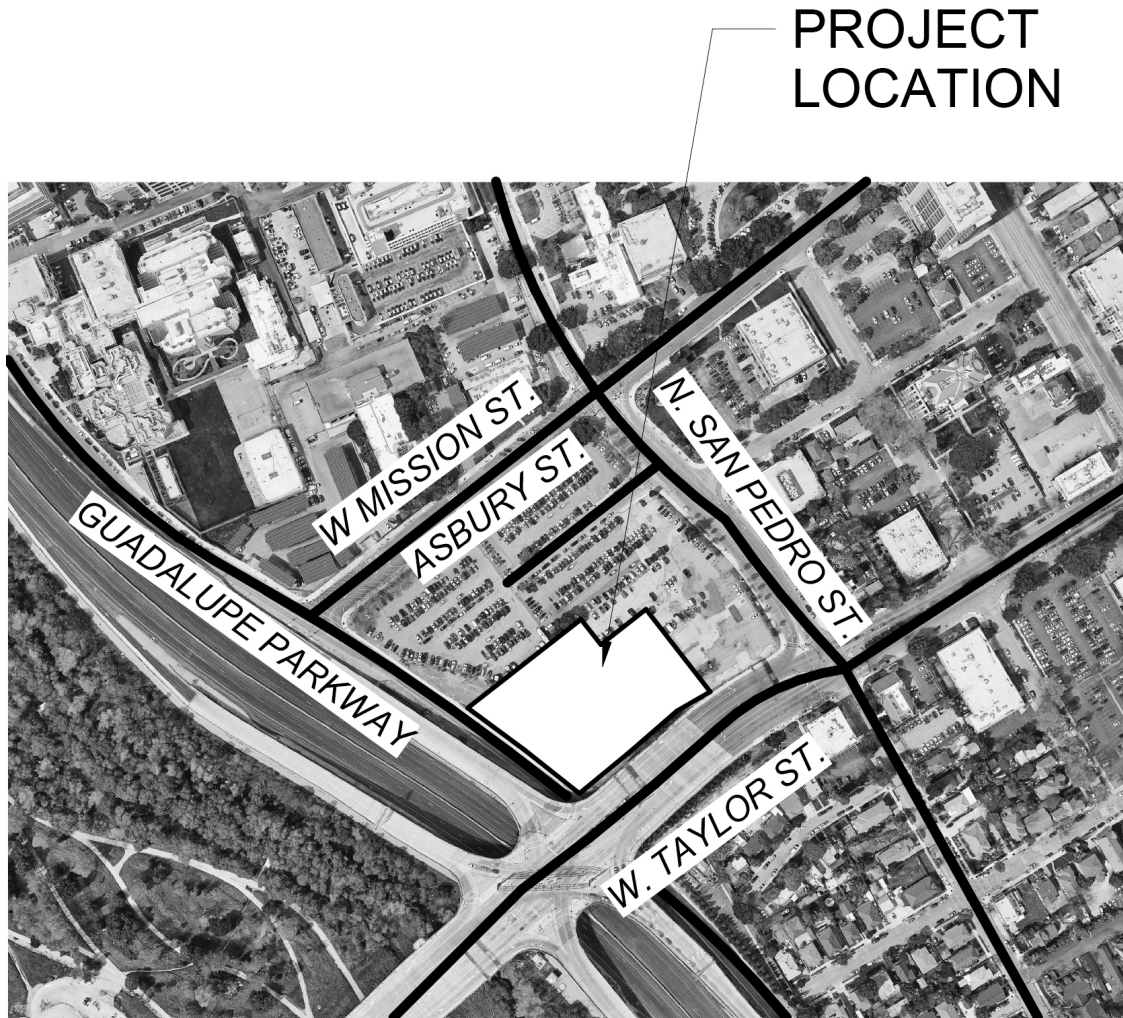 PROJECT
LOCATION
W MISSION ST.
ASBURY ST.
N. SAN PEDRO ST.
GUADALUPE PARKWAY
W. TAYLOR ST.